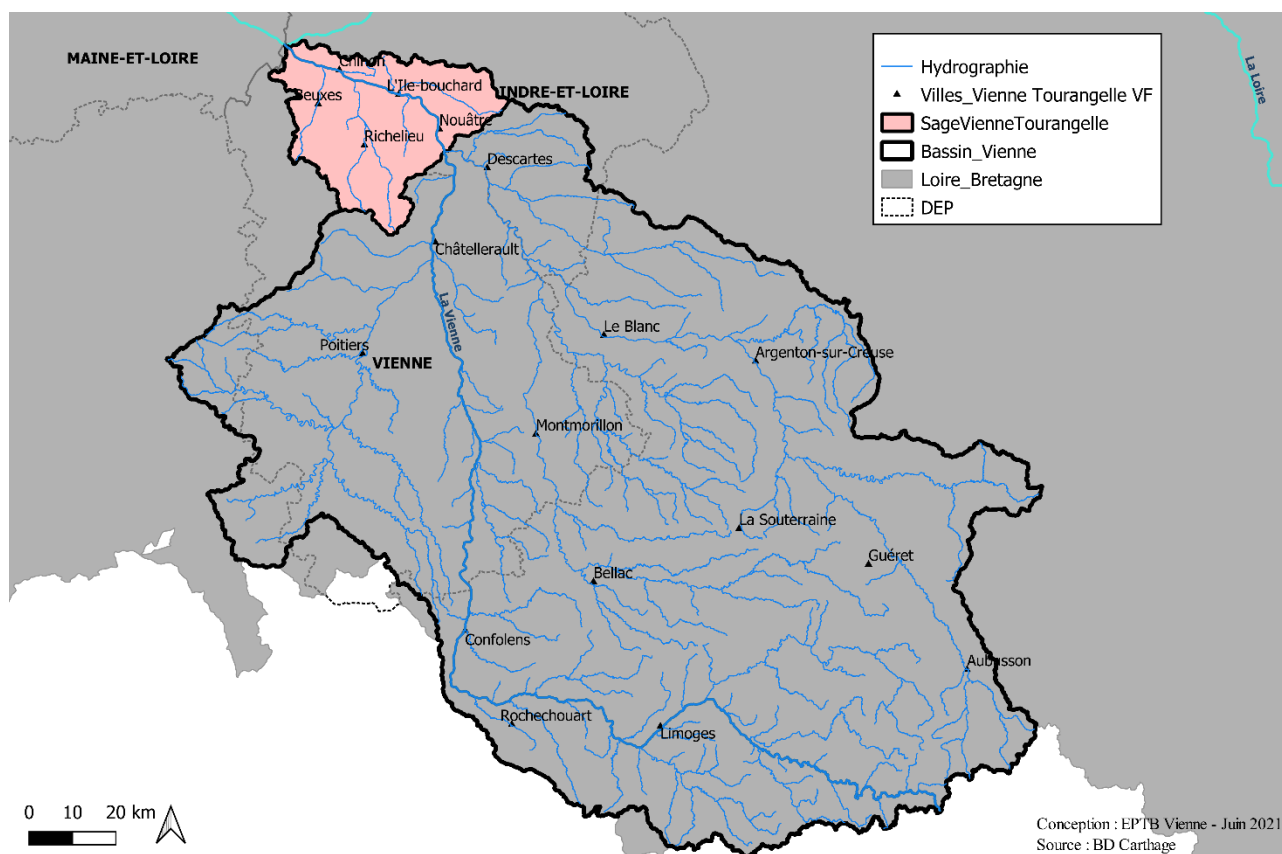 MAINE-ET-LOIRE
Chinon
L'Ile-bouchard
INDRE-ET-LOIRE
Beuxes
Nouâtre
Richelieu
Descartes
Châtellerault
La Vienne
Le Blanc
Poitiers
VIENNE
Argenton-sur-Creuse
Montmorillon
La Souterraine
Guéret
Bellac
Confolens
Aubusson
Rochechouart
Limoges
La Loire
Hydrographie
Villes_Vienne Tourangelle VF
SageVienneTourangelle
Bassin_Vienne
Loire_Bretagne
DEP
0 10 20 km
Conception : EPTB Vienne - Juin 2021
Source : BD Carthage